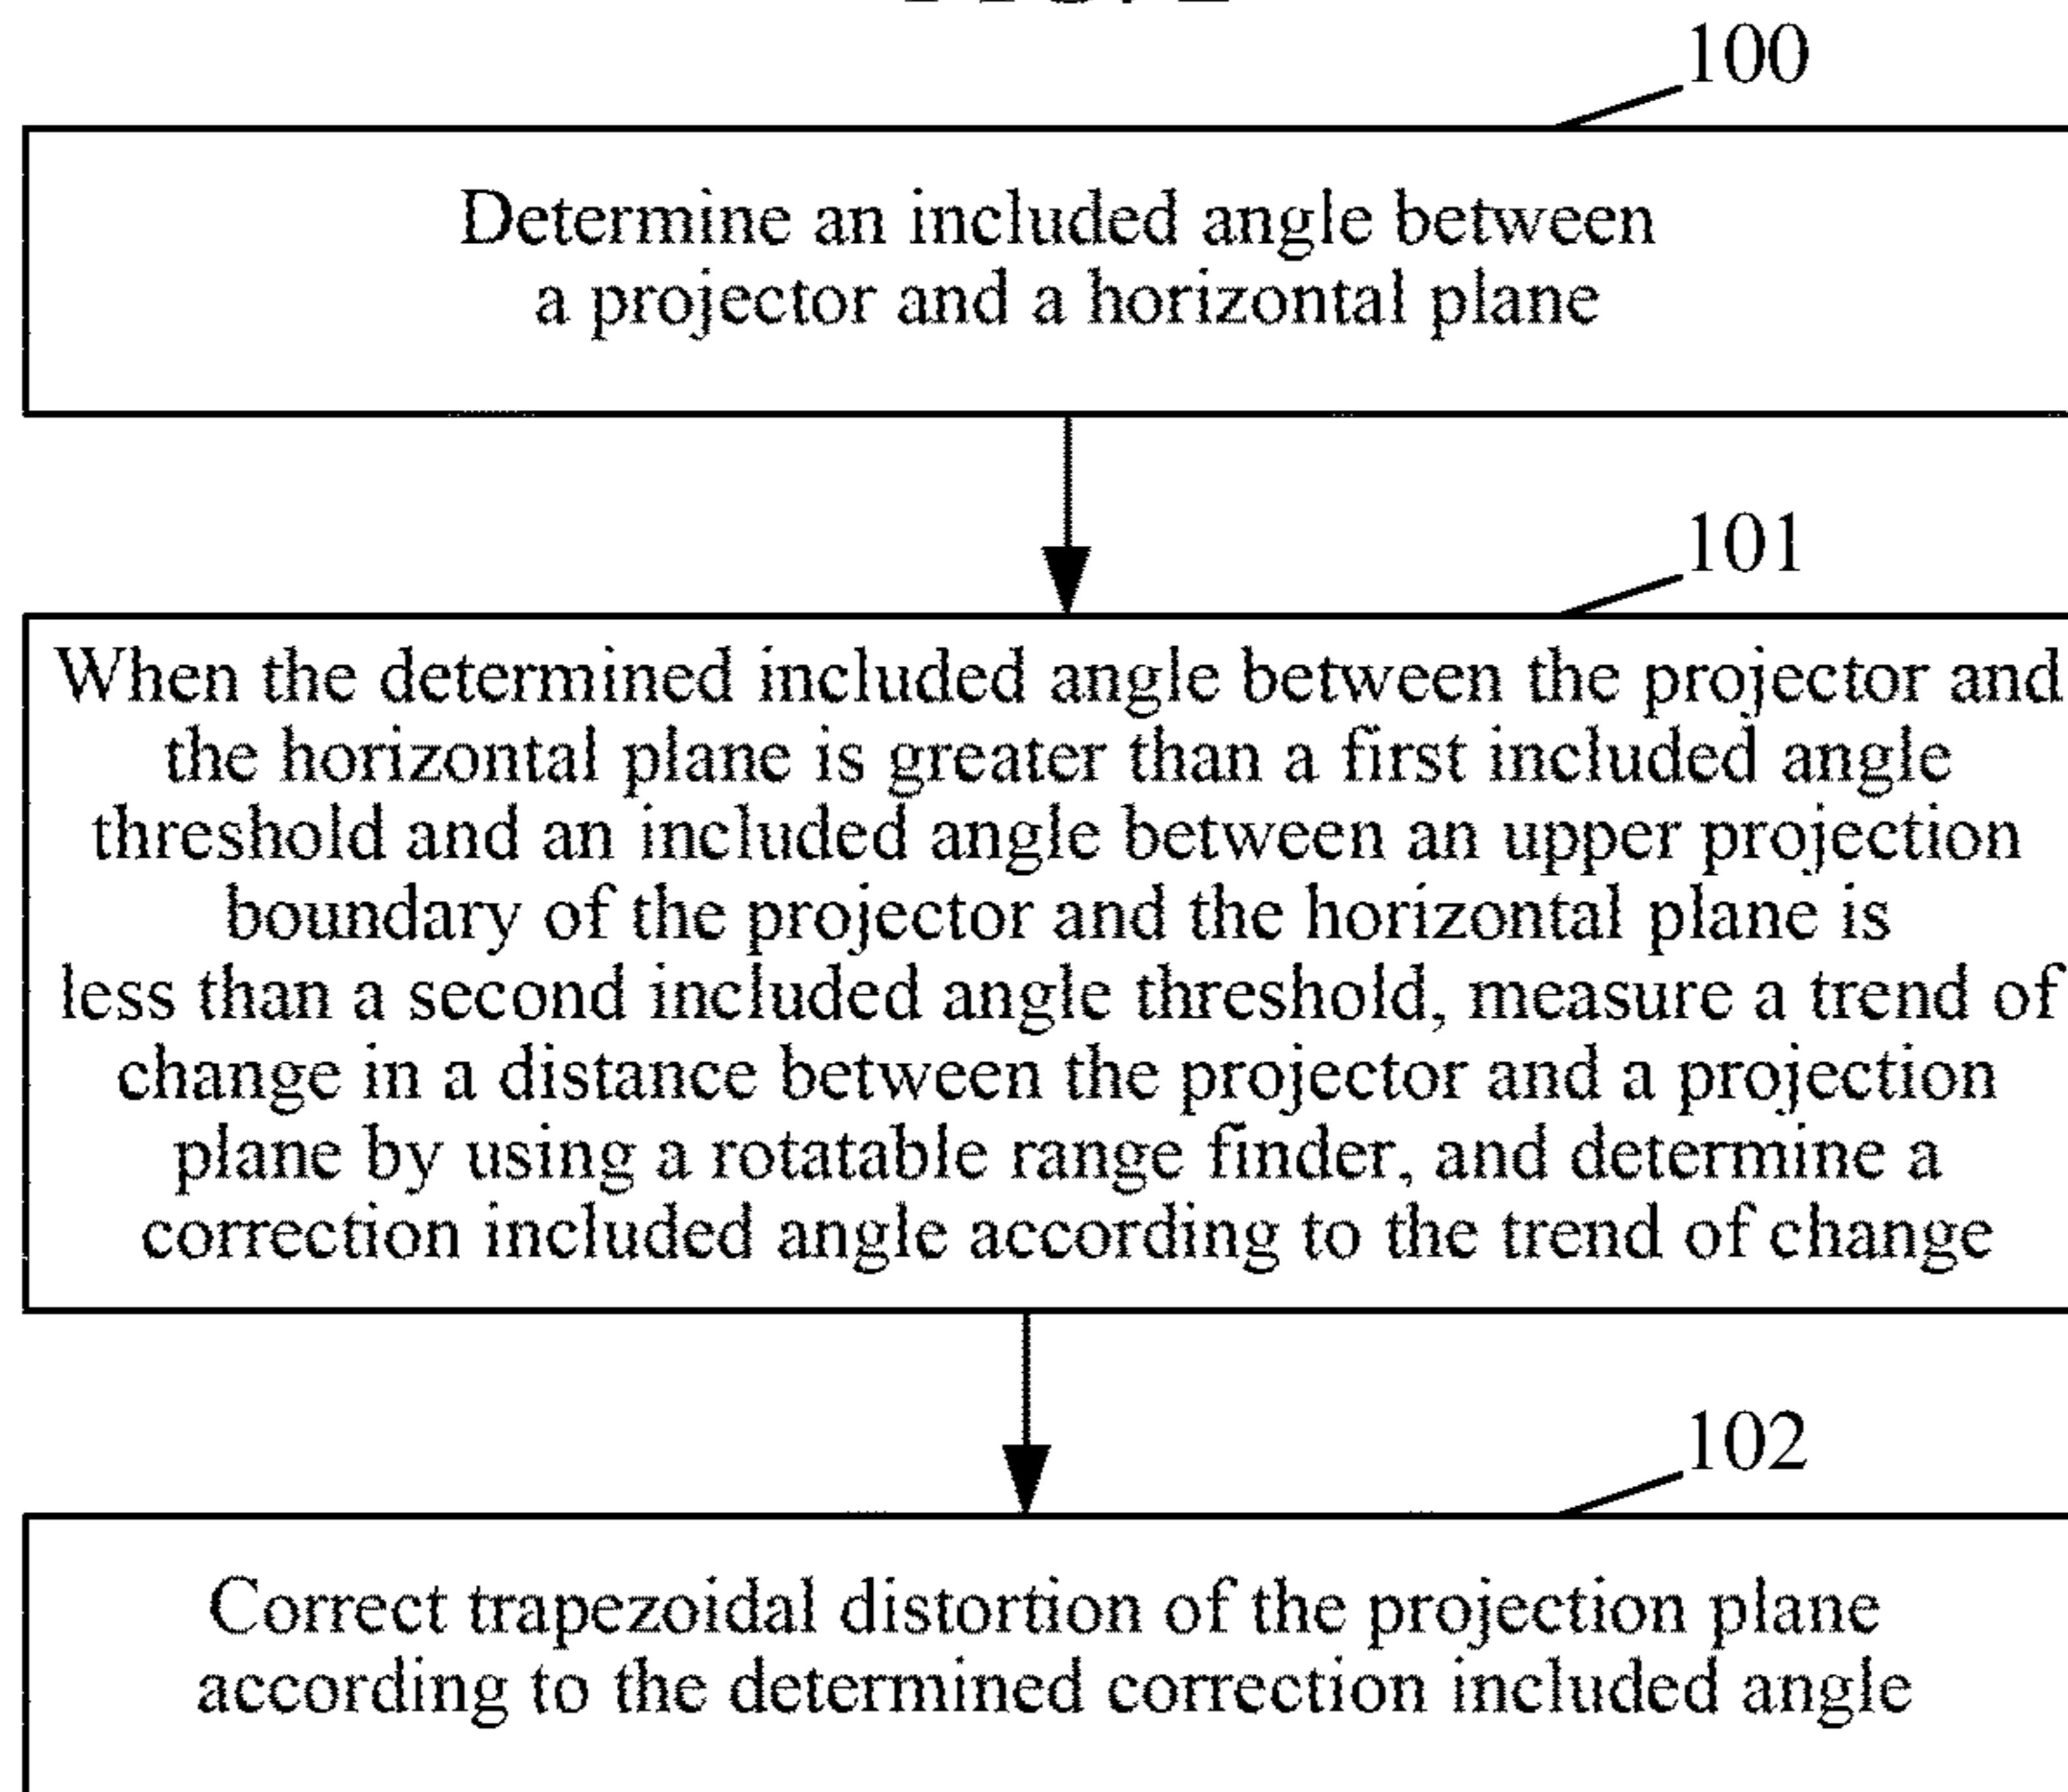 100
Determine an included angle between
a projector and a horizontal plane
101
When the determined included angle between the projector and
the horizontal plane is greater than a first included angle
threshold and an included angle between an upper projection
boundary of the projector and the horizontal plane is
less than a second included angle threshold, measure a trend of
change in a distance between the projector and a projection
plane by using a rotatable range finder, and determine a
correction included angle according to the trend of change
102
Correct trapezoidal distortion of the projection plane
according to the determined correction included angle